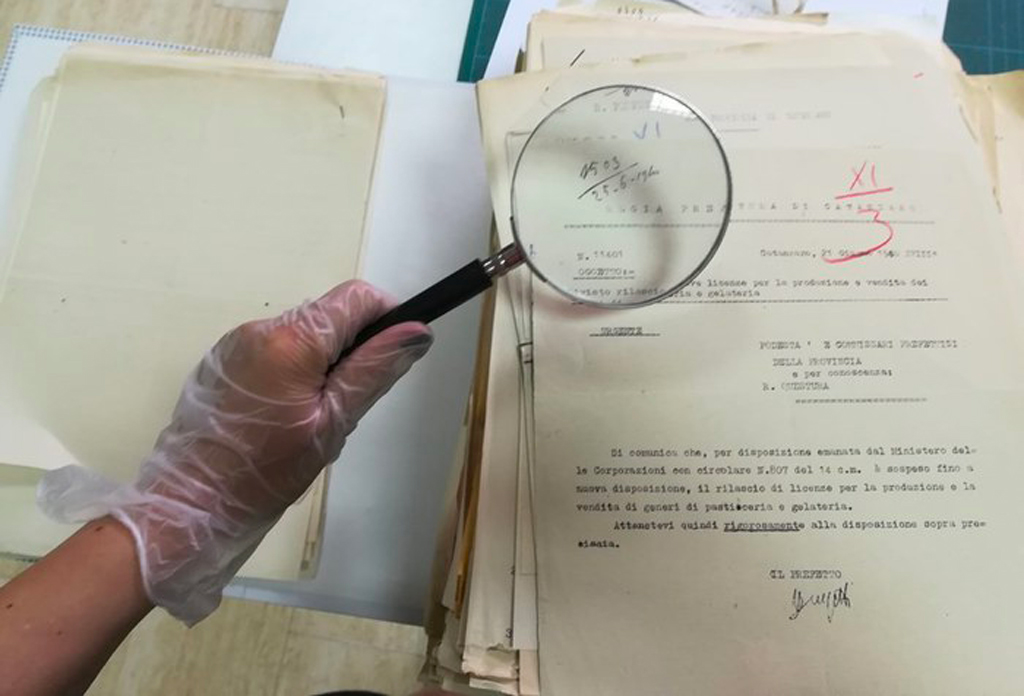 VI
XI
3
PREFETTURA DI CATANZARO
N. 11401
Catanzaro, 21
OGGETTO:-
licenze per la produzione e vendita dei
e gelateria
URGENTE
PODESTA' E COMMISSARI PREFETTIZI
DELLA PROVINCIA
e per conoscenza:
R. QUESTURA
Si comunica che, per disposizione emanata dal Ministero del-
le Corporazioni con circolare N.807 del 14 c.m. è sospeso fino a
nuova disposizione, il rilascio di licenze per la produzione e la
vendita di generi di pasticceria e gelateria.
Attenetevi quindi rigorosamente alla disposizione sopra pre=
cisata.
IL PREFETTO